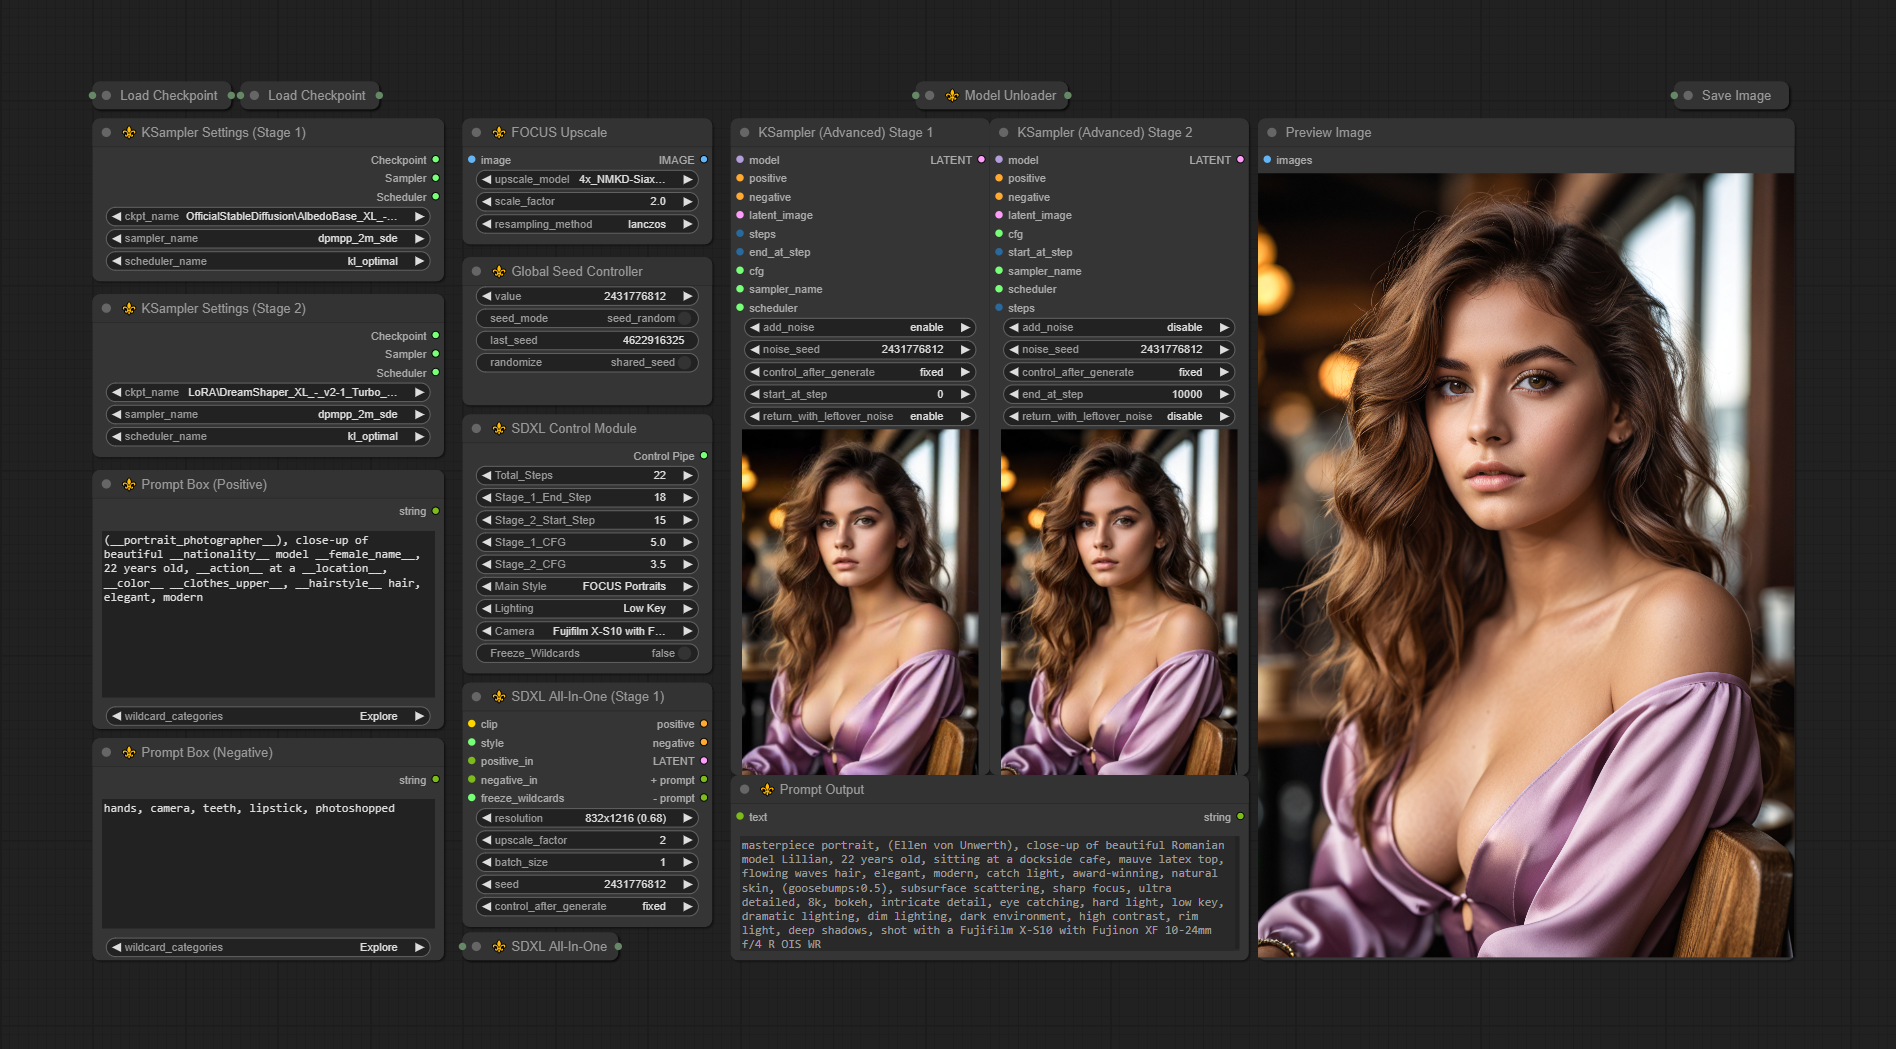 Load Checkpoint
Load Checkpoint
Model Unloader
Save Image
KSampler Settings (Stage 1)
Checkpoint
Sampler
Scheduler
ckpt_name OfficialStableDiffusion\AlbedoBase_XL_-...
sampler_name dpmpp_2m_sde
scheduler_name kl_optimal
KSampler Settings (Stage 2)
Checkpoint
Sampler
Scheduler
ckpt_name LoRA\DreamShaper_XL_-_v2-1_Turbo_...
sampler_name dpmpp_2m_sde
scheduler_name kl_optimal
Prompt Box (Positive)
string
(__portrait_photographer__), close-up of
beautiful __nationality__ model __female_name__,
22 years old, __action__ at a __location__,
__color__ __clothes_upper__, __hairstyle__ hair,
elegant, modern
wildcard_categories Explore
Prompt Box (Negative)
string
hands, camera, teeth, lipstick, photoshopped
wildcard_categories Explore
FOCUS Upscale
image IMAGE
upscale_model 4x_NMKD-Siax...
scale_factor 2.0
resampling_method lanczos
Global Seed Controller
value 2431776812
seed_mode seed_random
last_seed 4622916325
randomize shared_seed
SDXL Control Module
Control Pipe
Total_Steps 22
Stage_1_End_Step 18
Stage_2_Start_Step 15
Stage_1_CFG 5.0
Stage_2_CFG 3.5
Main Style FOCUS Portraits
Lighting Low Key
Camera Fujifilm X-S10 with F...
Freeze_Wildcards false
SDXL All-In-One (Stage 1)
clip positive
style negative
positive_in LATENT
negative_in + prompt
freeze_wildcards - prompt
resolution 832x1216 (0.68)
upscale_factor 2
batch_size 1
seed 2431776812
control_after_generate fixed
SDXL All-In-One
KSampler (Advanced) Stage 1
model LATENT
positive
negative
latent_image
steps
end_at_step
cfg
sampler_name
scheduler
add_noise enable
noise_seed 2431776812
control_after_generate fixed
start_at_step 0
return_with_leftover_noise enable
KSampler (Advanced) Stage 2
model LATENT
positive
negative
latent_image
cfg
start_at_step
sampler_name
scheduler
steps
add_noise disable
noise_seed 2431776812
control_after_generate fixed
end_at_step 10000
return_with_leftover_noise disable
Prompt Output
text string
masterpiece portrait, (Ellen von Unwerth), close-up of beautiful Romanian
model Lillian, 22 years old, sitting at a dockside cafe, mauve latex top,
flowing waves hair, elegant, modern, catch light, award-winning, natural
skin, (goosebumps:0.5), subsurface scattering, sharp focus, ultra
detailed, 8k, bokeh, intricate detail, eye catching, hard light, low key,
dramatic lighting, dim lighting, dark environment, high contrast, rim
light, deep shadows, shot with a Fujifilm X-S10 with Fujinon XF 10-24mm
f/4 R OIS WR
Preview Image
images